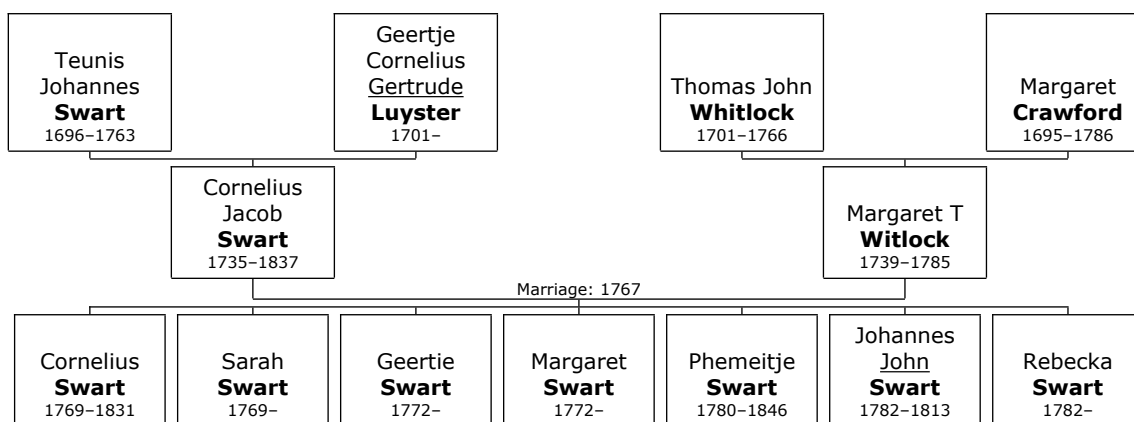 Teunis
Johannes
Swart
1696–1763
Geertje
Cornelius
Gertrude
Luyster
1701–
Thomas John
Whitlock
1701–1766
Margaret
Crawford
1695–1786
Cornelius
Jacob
Swart
1735–1837
Margaret T
Witlock
1739–1785
Marriage: 1767
Cornelius
Swart
1769–1831
Sarah
Swart
1769–
Geertie
Swart
1772–
Margaret
Swart
1772–
Phemeitje
Swart
1780–1846
Johannes
John
Swart
1782–1813
Rebecka
Swart
1782–